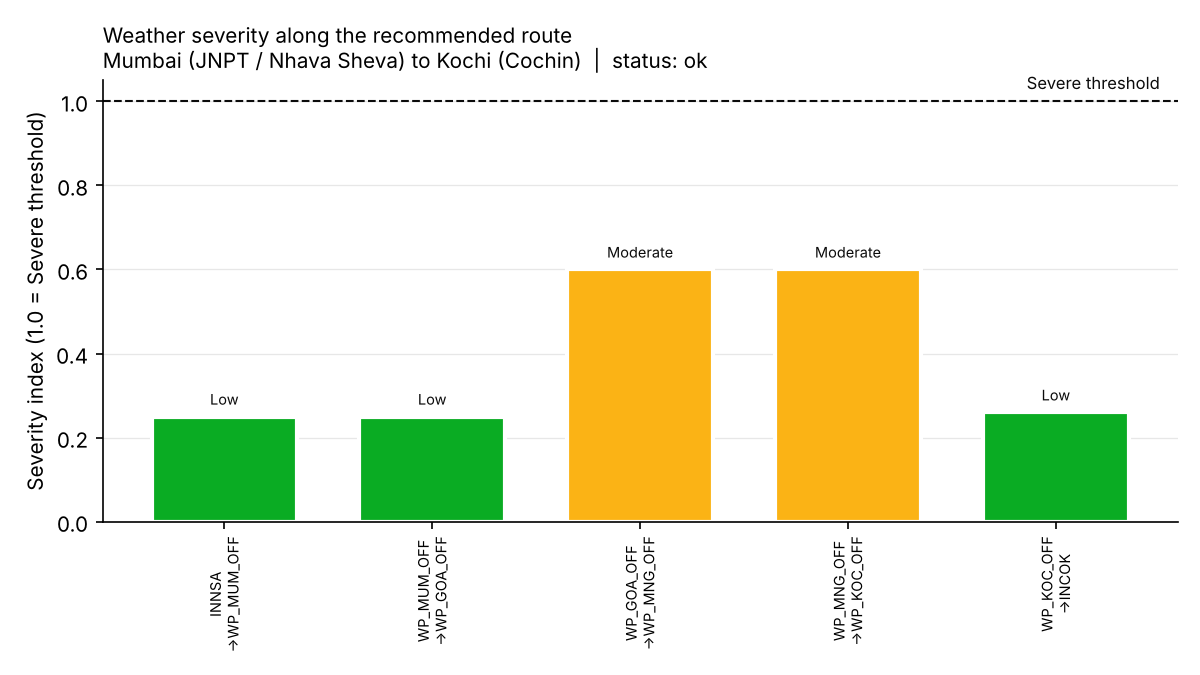 Weather severity along the recommended route
Mumbai (JNPT / Nhava Sheva) to Kochi (Cochin) | status: ok
Severe threshold
Severity index (1.0 = Severe threshold)
1.0
0.8
0.6
0.4
0.2
0.0
Low
Low
Moderate
Moderate
Low
INNSA
→WP_MUM_OFF
WP_MUM_OFF
→WP_GOA_OFF
WP_GOA_OFF
→WP_MNG_OFF
WP_MNG_OFF
→WP_KOC_OFF
WP_KOC_OFF
→INCOK